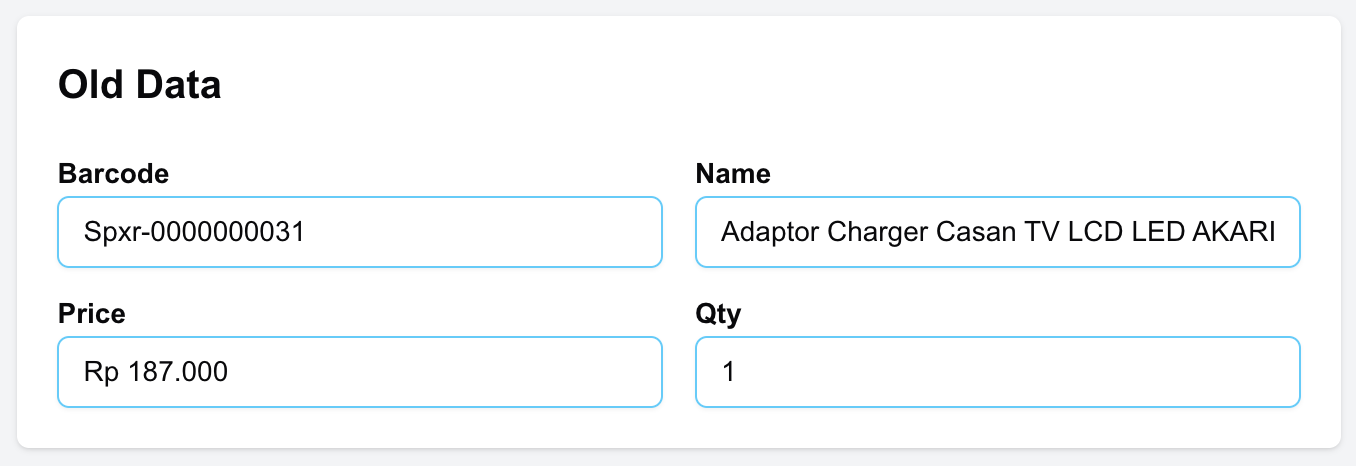 Old Data
Barcode
Name
Spxr-0000000031
Adaptor Charger Casan TV LCD LED AKARI
Price
Qty
Rp 187.000
1